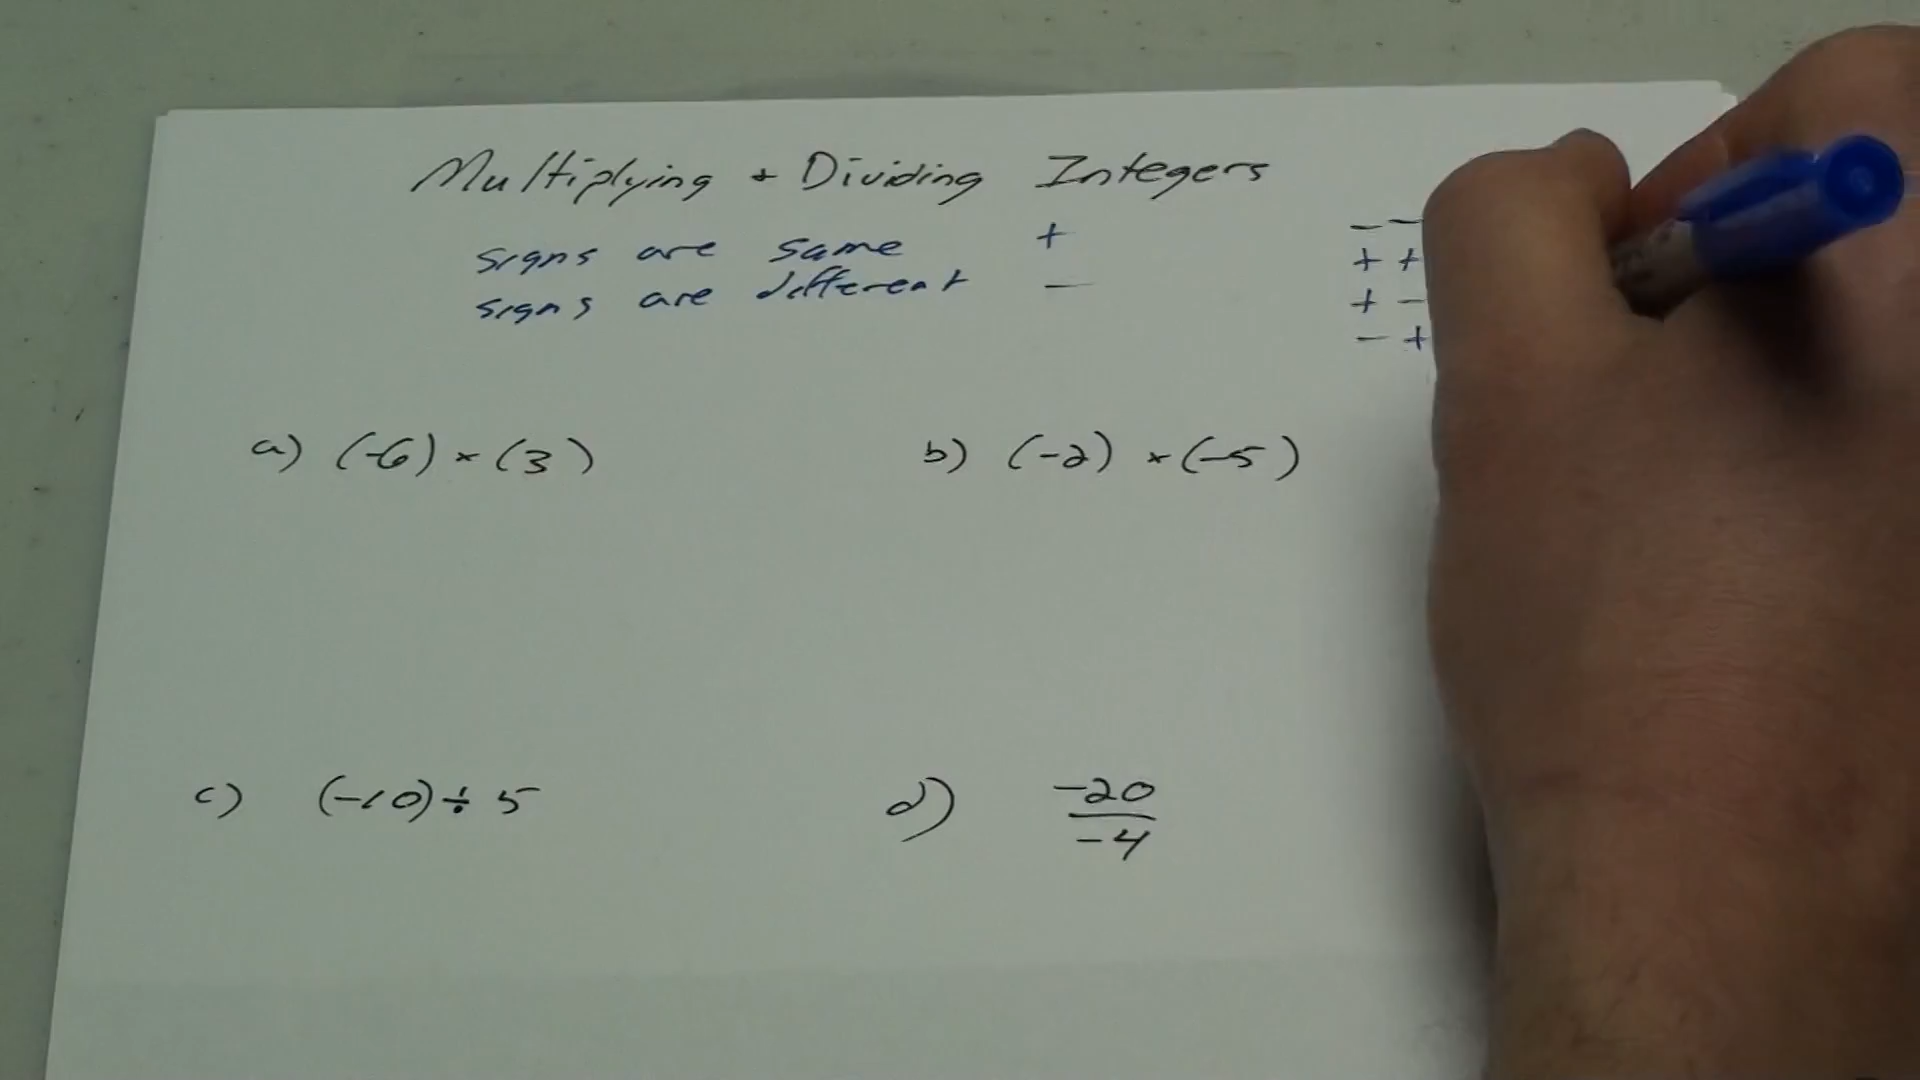 Multiplying + Dividing Integers
signs are same +
signs are different −
− −
+ +
+ −
− +
a) (-6) × (3)
b) (-2) × (-5)
c) (-10) ÷ 5
d) -20
-4